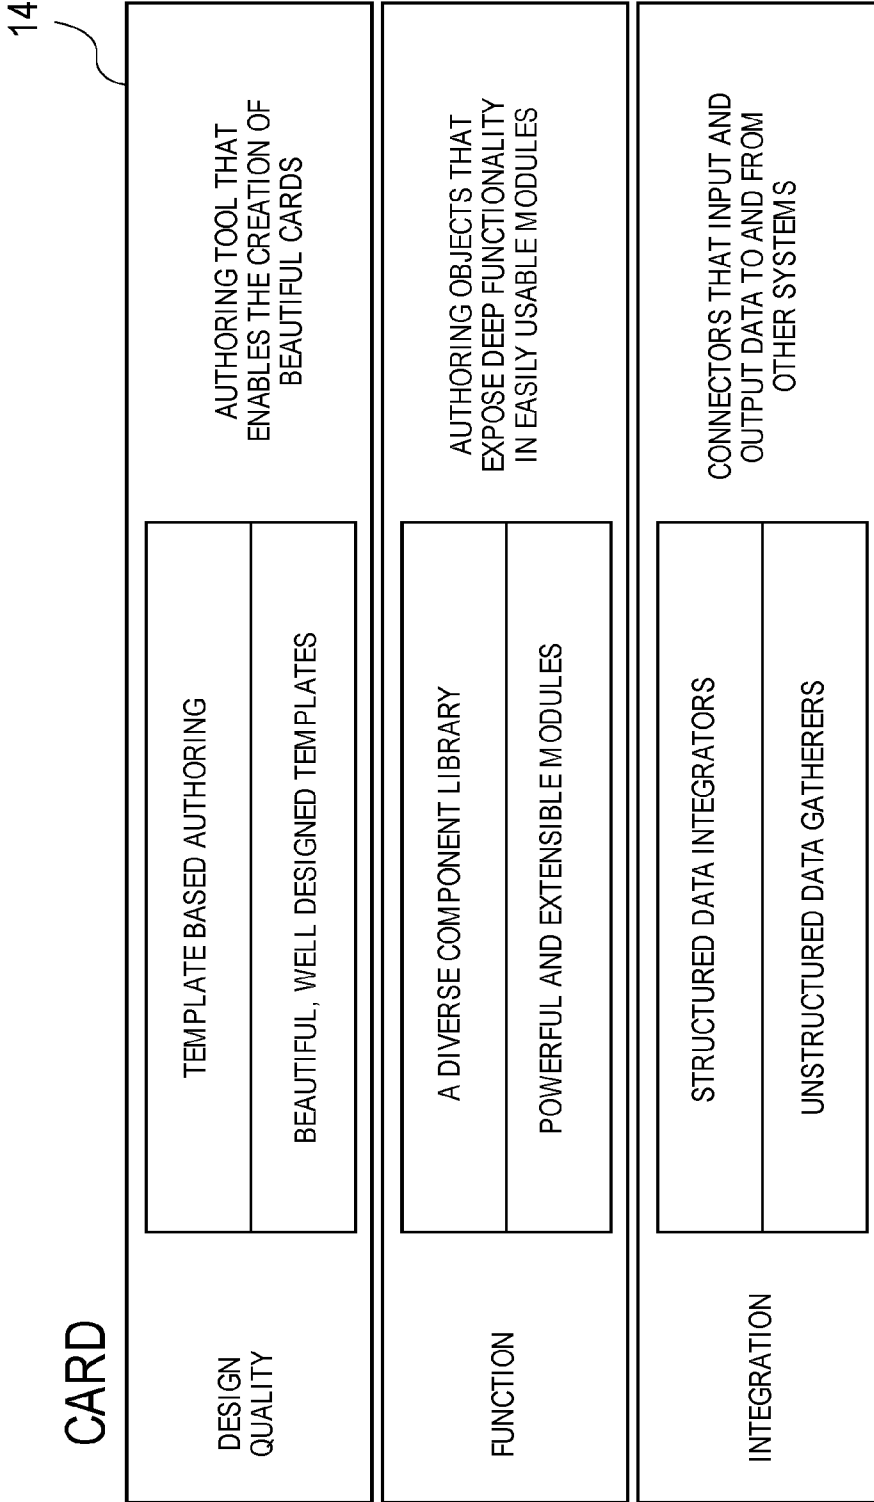 14
CARD
DESIGN
QUALITY
TEMPLATE BASED AUTHORING
BEAUTIFUL, WELL DESIGNED TEMPLATES
AUTHORING TOOL THAT
ENABLES THE CREATION OF
BEAUTIFUL CARDS
FUNCTION
A DIVERSE COMPONENT LIBRARY
POWERFUL AND EXTENSIBLE MODULES
AUTHORING OBJECTS THAT
EXPOSE DEEP FUNCTIONALITY
IN EASILY USABLE MODULES
INTEGRATION
STRUCTURED DATA INTEGRATORS
UNSTRUCTURED DATA GATHERERS
CONNECTORS THAT INPUT AND
OUTPUT DATA TO AND FROM
OTHER SYSTEMS